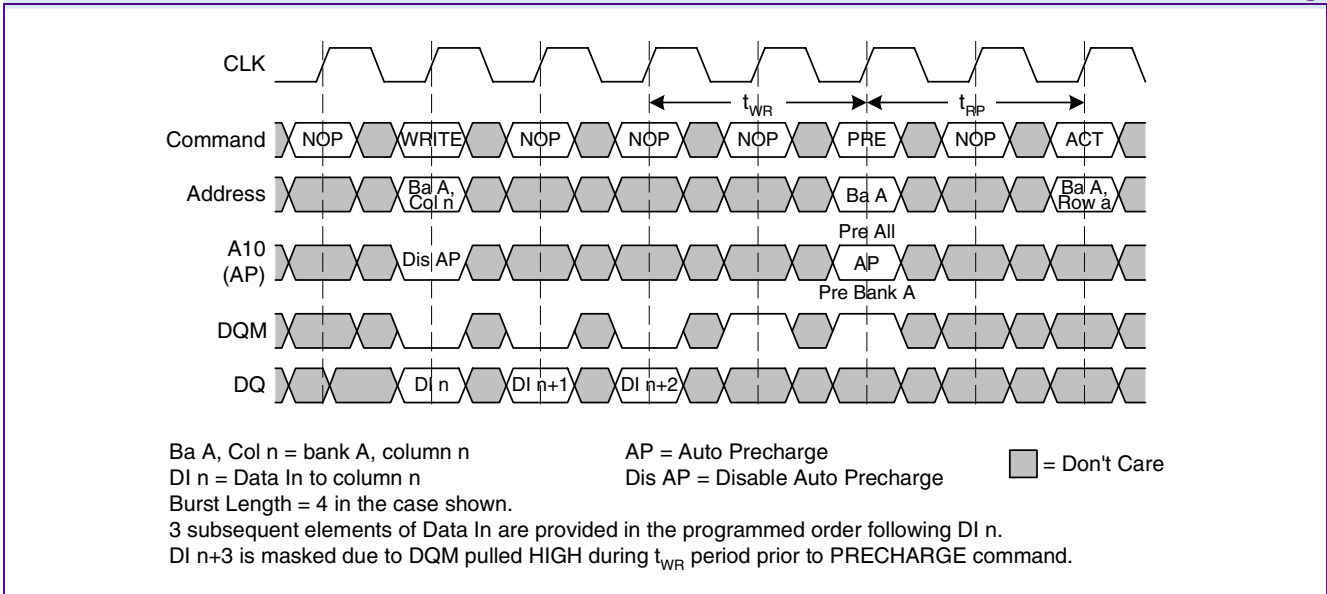 CLK
t_WR t_RP
Command NOP WRITE NOP NOP NOP PRE NOP ACT
Address Ba A, Col n Ba A Ba A, Row a
Pre All
A10 (AP) Dis AP AP
Pre Bank A
DQM
DQ DI n DI n+1 DI n+2
Ba A, Col n = bank A, column n
DI n = Data In to column n
Burst Length = 4 in the case shown.
3 subsequent elements of Data In are provided in the programmed order following DI n.
DI n+3 is masked due to DQM pulled HIGH during t_WR period prior to PRECHARGE command.
AP = Auto Precharge
Dis AP = Disable Auto Precharge
= Don't Care